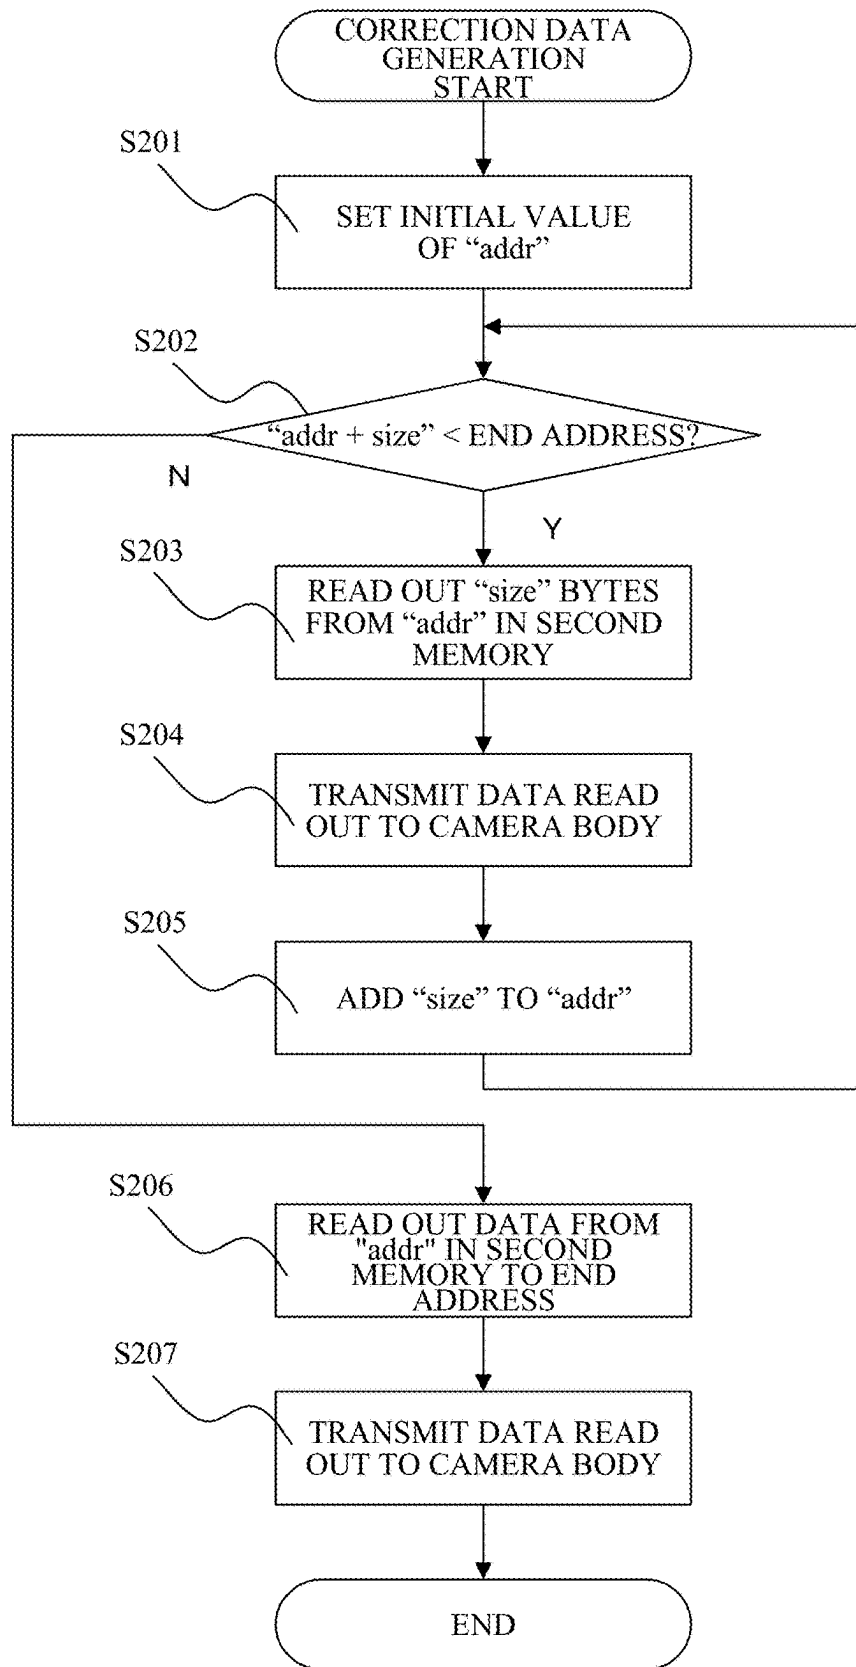 CORRECTION DATA
GENERATION
START
S201
SET INITIAL VALUE
OF “addr”
S202
“addr + size” < END ADDRESS?
N
Y
S203
READ OUT “size” BYTES
FROM “addr” IN SECOND
MEMORY
S204
TRANSMIT DATA READ
OUT TO CAMERA BODY
S205
ADD “size” TO “addr”
S206
READ OUT DATA FROM
"addr" IN SECOND
MEMORY TO END
ADDRESS
S207
TRANSMIT DATA READ
OUT TO CAMERA BODY
END